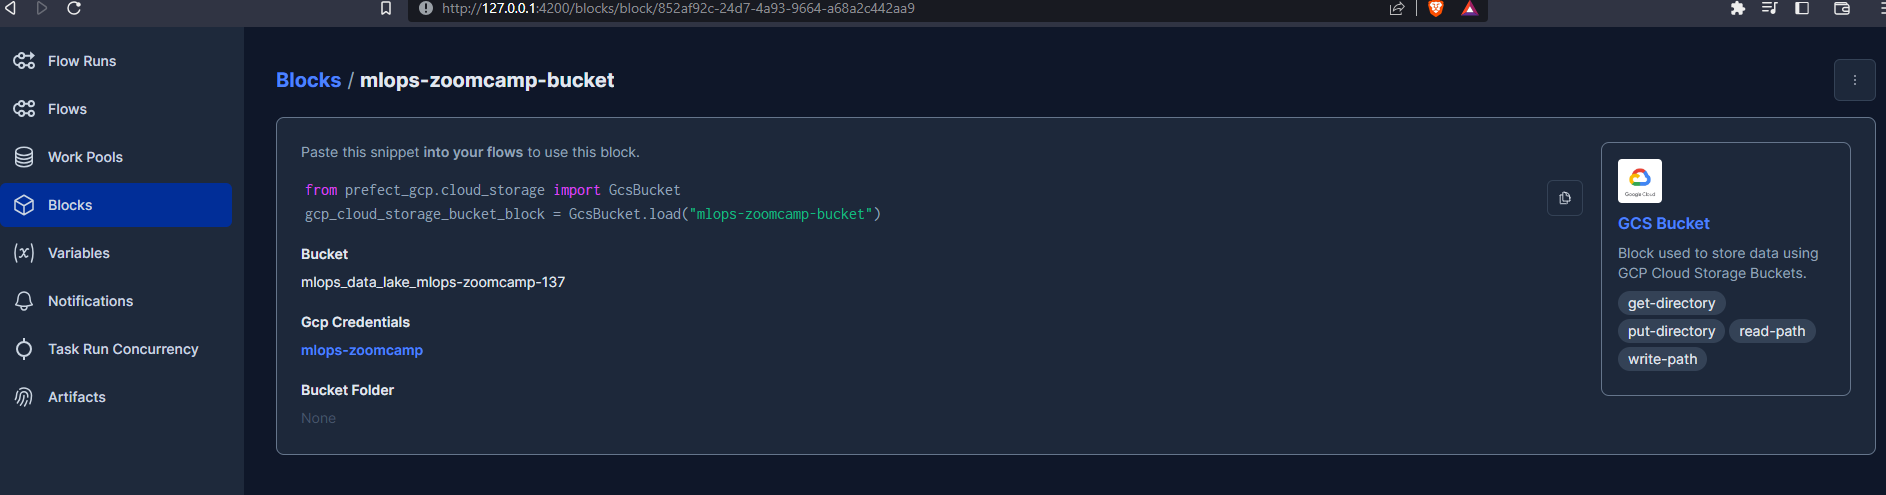 http://127.0.0.1:4200/blocks/block/852af92c-24d7-4a93-9664-a68a2c442aa9
Flow Runs
Flows
Work Pools
Blocks
Variables
Notifications
Task Run Concurrency
Artifacts
Blocks / mlops-zoomcamp-bucket
Paste this snippet into your flows to use this block.
from prefect_gcp.cloud_storage import GcsBucket
gcp_cloud_storage_bucket_block = GcsBucket.load("mlops-zoomcamp-bucket")
Bucket
mlops_data_lake_mlops-zoomcamp-137
Gcp Credentials
mlops-zoomcamp
Bucket Folder
None
Google Cloud
GCS Bucket
Block used to store data using
GCP Cloud Storage Buckets.
get-directory
put-directory read-path
write-path